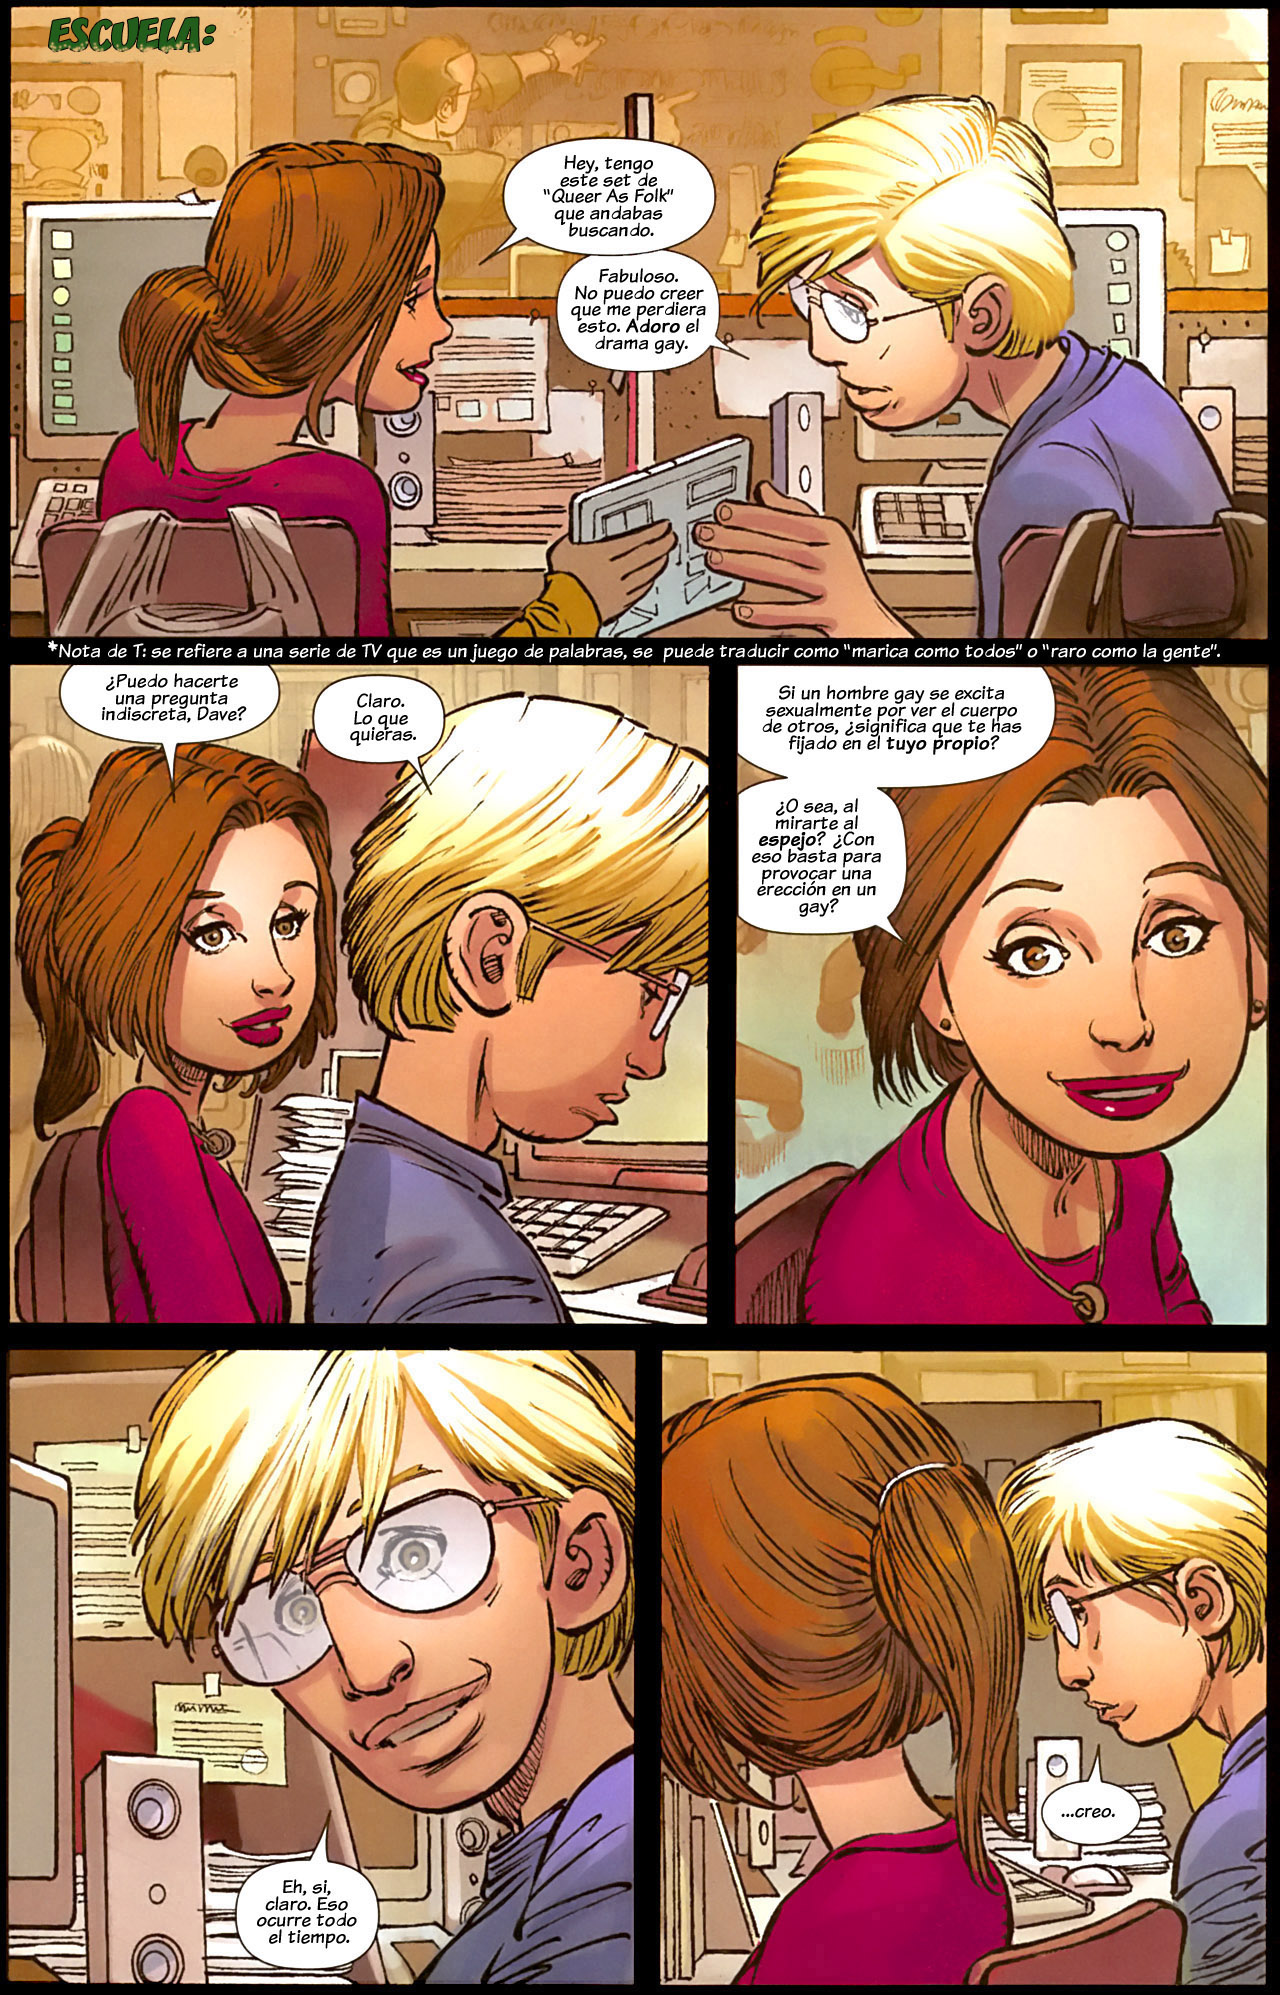 ESCUELA:
Hey, tengo
este set de
"Queer As Folk"
que andabas
buscando.
Fabuloso.
No puedo creer
que me perdiera
esto. Adoro el
drama gay.
*Nota de T: se refiere a una serie de TV que es un juego de palabras, se puede traducir como "marica como todos" o "raro como la gente".
¿Puedo hacerte
una pregunta
indiscreta, Dave?
Claro.
Lo que
quieras.
Si un hombre gay se excita
sexualmente por ver el cuerpo
de otros, ¿significa que te has
fijado en el tuyo propio?
¿O sea, al
mirarte al
espejo? ¿Con
eso basta para
provocar una
erección en un
gay?
Eh, si,
claro. Eso
ocurre todo
el tiempo.
...creo.